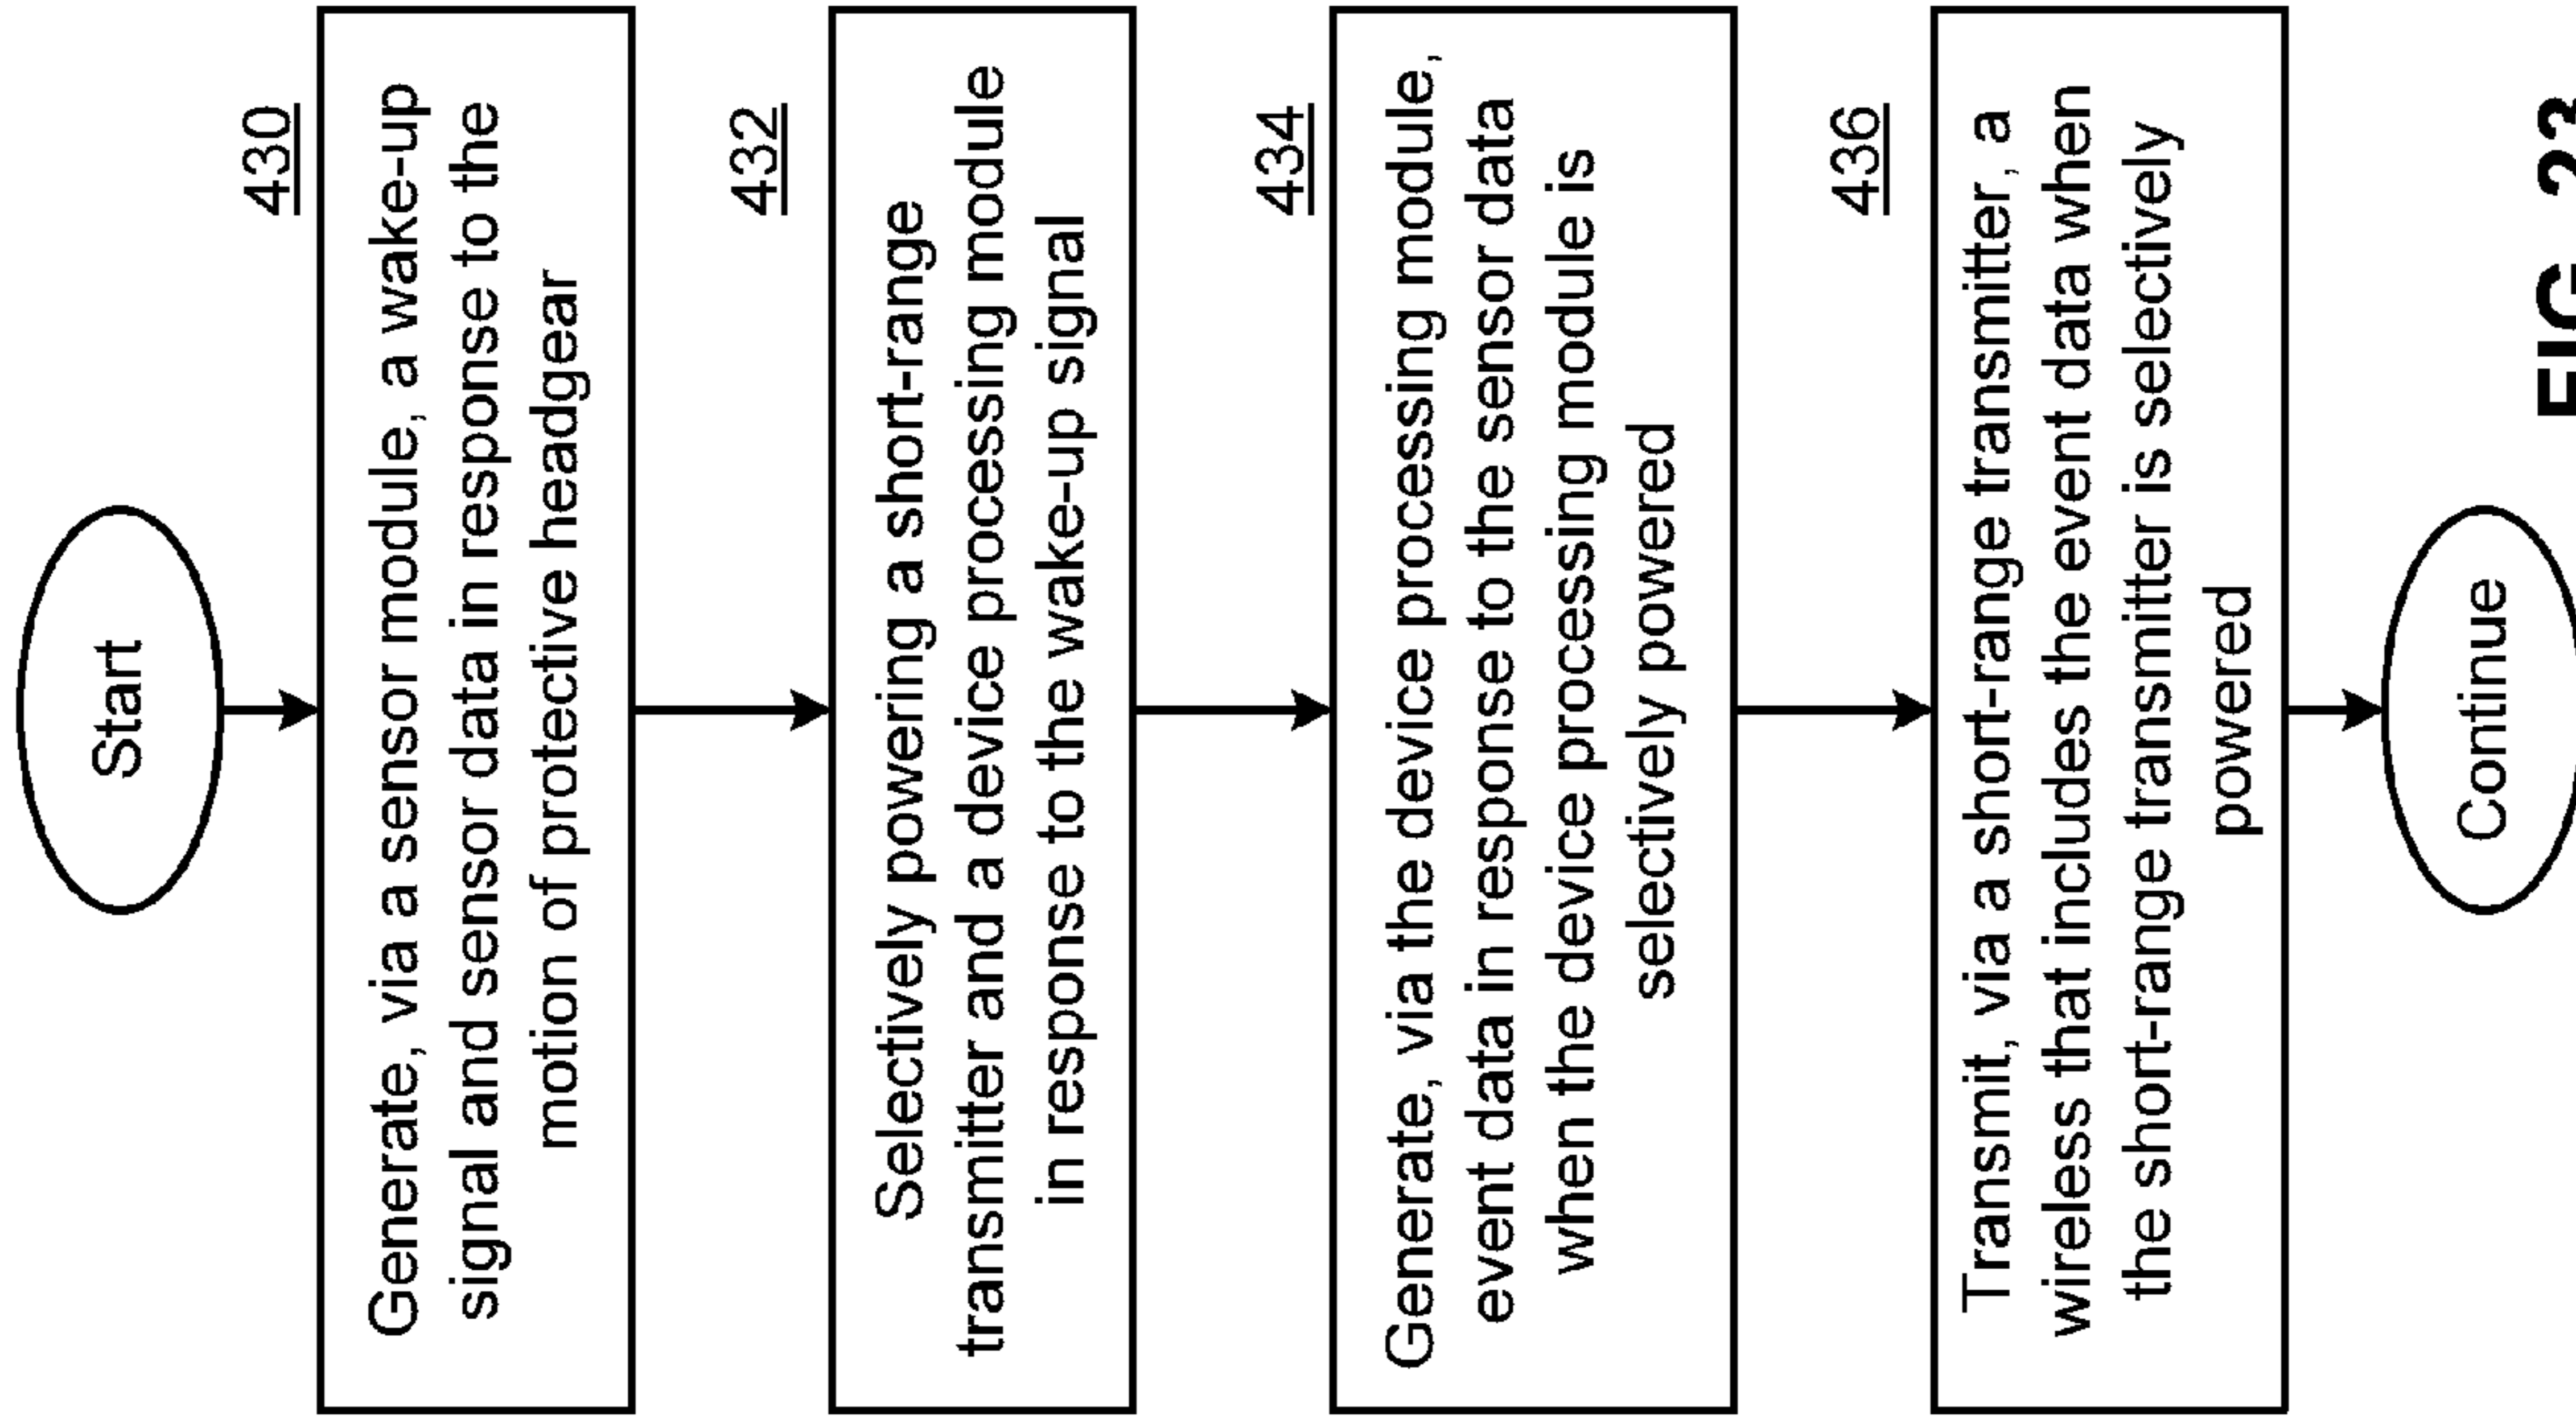 Start
430
Generate, via a sensor module, a wake-up
signal and sensor data in response to the
motion of protective headgear
432
Selectively powering a short-range
transmitter and a device processing module
in response to the wake-up signal
434
Generate, via the device processing module,
event data in response to the sensor data
when the device processing module is
selectively powered
436
Transmit, via a short-range transmitter, a
wireless that includes the event data when
the short-range transmitter is selectively
powered
Continue
FIG. 23